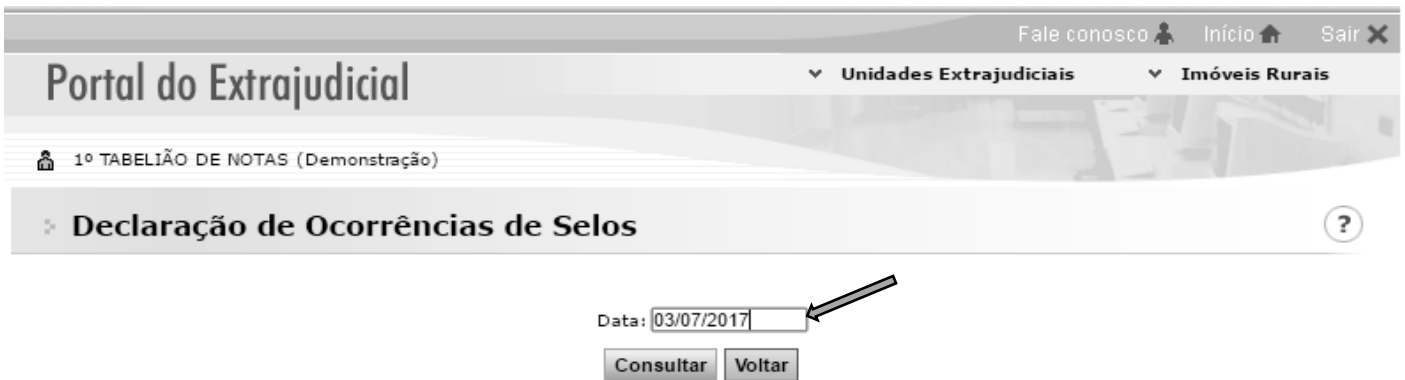 Fale conosco Início Sair
Portal do Extrajudicial
Unidades Extrajudiciais Imóveis Rurais
1º TABELIÃO DE NOTAS (Demonstração)
Declaração de Ocorrências de Selos ?
Data: 03/07/2017
Consultar Voltar